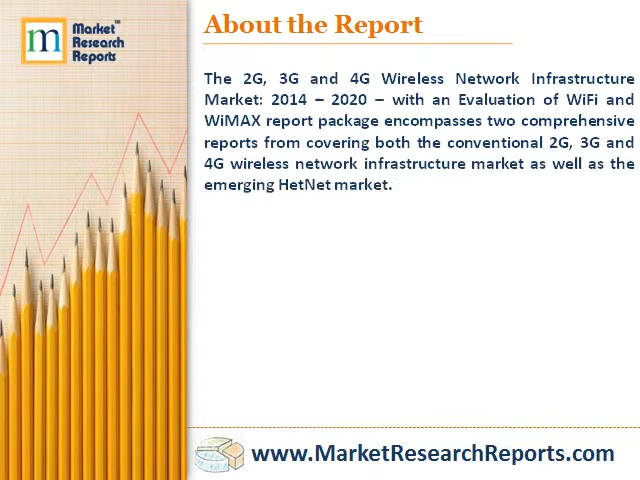 m
Market™
Research
Reports
About the Report
The 2G, 3G and 4G Wireless Network Infrastructure
Market: 2014 – 2020 – with an Evaluation of WiFi and
WiMAX report package encompasses two comprehensive
reports from covering both the conventional 2G, 3G and
4G wireless network infrastructure market as well as the
emerging HetNet market.
www.MarketResearchReports.com